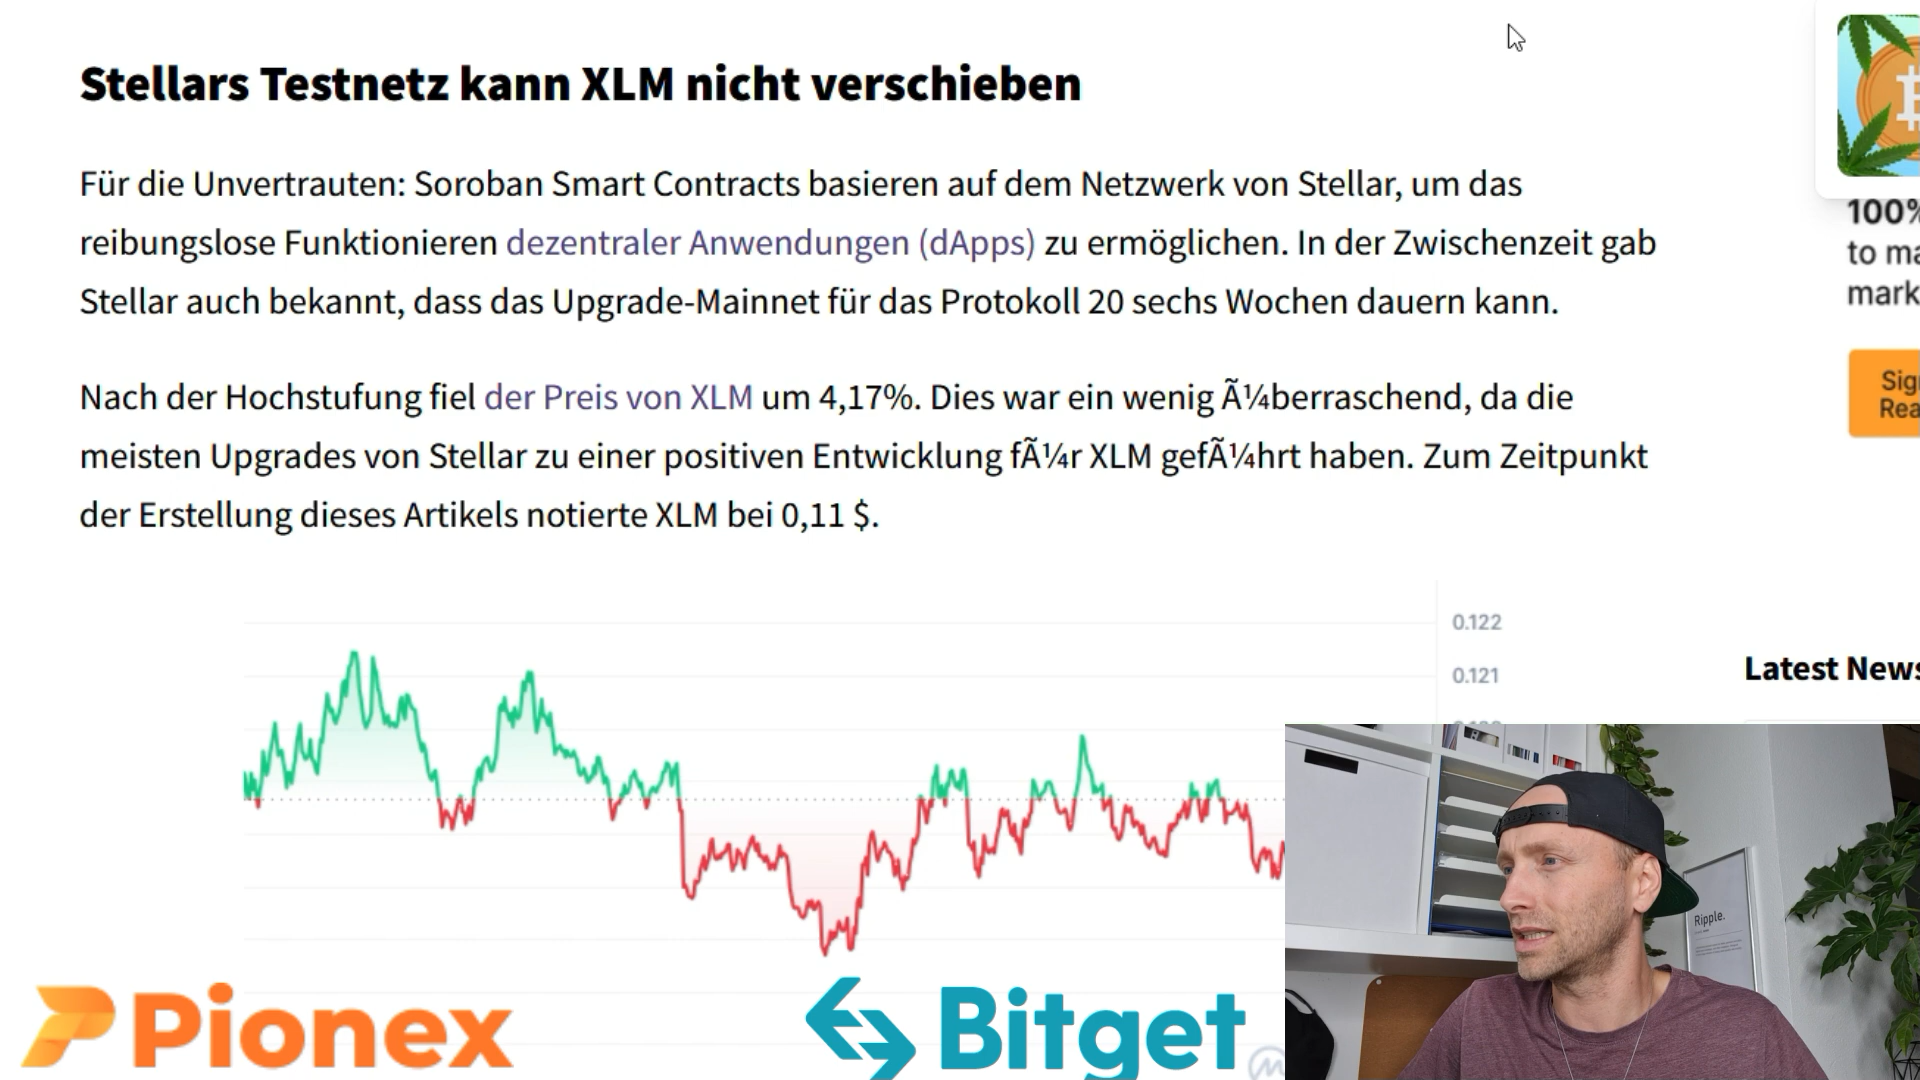 Stellars Testnetz kann XLM nicht verschieben
Für die Unvertrauten: Soroban Smart Contracts basieren auf dem Netzwerk von Stellar, um das
reibungslose Funktionieren dezentraler Anwendungen (dApps) zu ermöglichen. In der Zwischenzeit gab
Stellar auch bekannt, dass das Upgrade-Mainnet für das Protokoll 20 sechs Wochen dauern kann.
Nach der Hochstufung fiel der Preis von XLM um 4,17%. Dies war ein wenig Ã¼berraschend, da die
meisten Upgrades von Stellar zu einer positiven Entwicklung fÃ¼r XLM gefÃ¼hrt haben. Zum Zeitpunkt
der Erstellung dieses Artikels notierte XLM bei 0,11 $.
100%
to ma
mark
Sig
Rea
0.122
0.121
Latest News
Ripple.
Pionex
Bitget